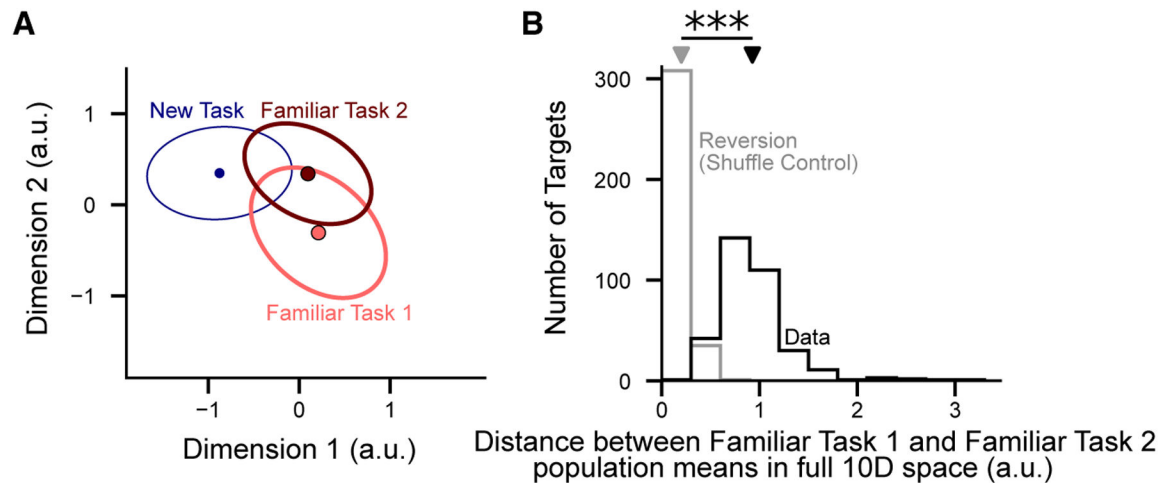 A
Dimension 2 (a.u.)
1
0
−1
New Task
Familiar Task 2
Familiar Task 1
−1
0
1
Dimension 1 (a.u.)
B
***
Number of Targets
300
200
100
0
Reversion
(Shuffle Control)
Data
0
1
2
3
Distance between Familiar Task 1 and Familiar Task 2
population means in full 10D space (a.u.)